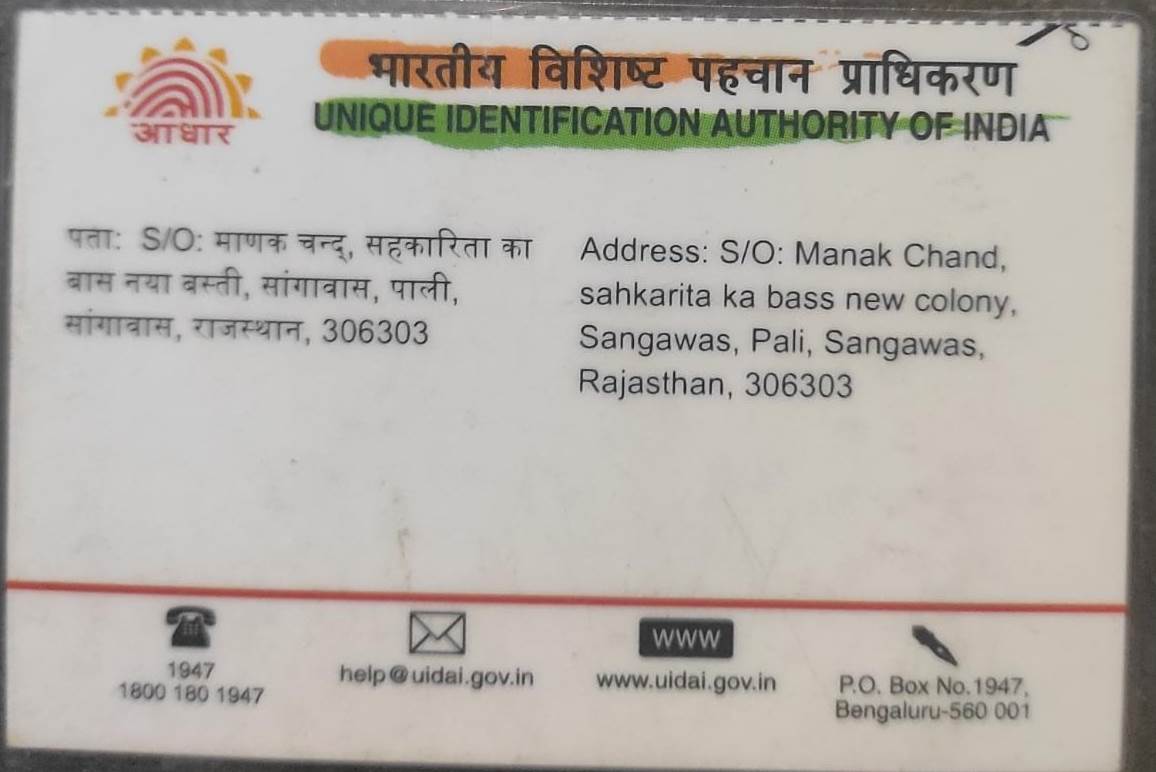 आधार
भारतीय विशिष्ट पहचान प्राधिकरण
UNIQUE IDENTIFICATION AUTHORITY OF INDIA
पता: S/O: माणक चन्द्, सहकारिता का
बास नया बस्ती, सांगावास, पाली,
सांगावास, राजस्थान, 306303
Address: S/O: Manak Chand,
sahkarita ka bass new colony,
Sangawas, Pali, Sangawas,
Rajasthan, 306303
1947
1800 180 1947
help@uidai.gov.in
WWW
www.uidai.gov.in
P.O. Box No.1947,
Bengaluru-560 001